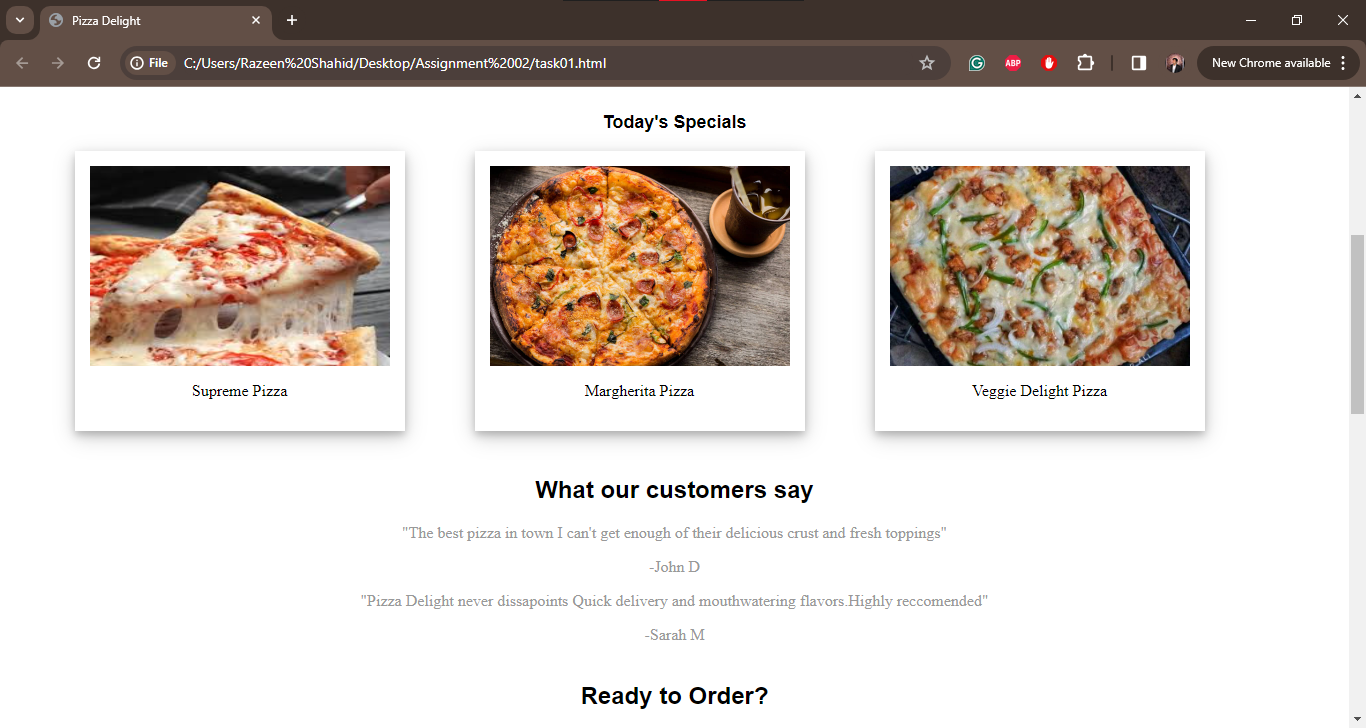 Pizza Delight
File
C:/Users/Razeen%20Shahid/Desktop/Assignment%2002/task01.html
ABP
New Chrome available
Today's Specials
Supreme Pizza
Margherita Pizza
Veggie Delight Pizza
What our customers say
"The best pizza in town I can't get enough of their delicious crust and fresh toppings"
-John D
"Pizza Delight never dissapoints Quick delivery and mouthwatering flavors.Highly reccomended"
-Sarah M
Ready to Order?